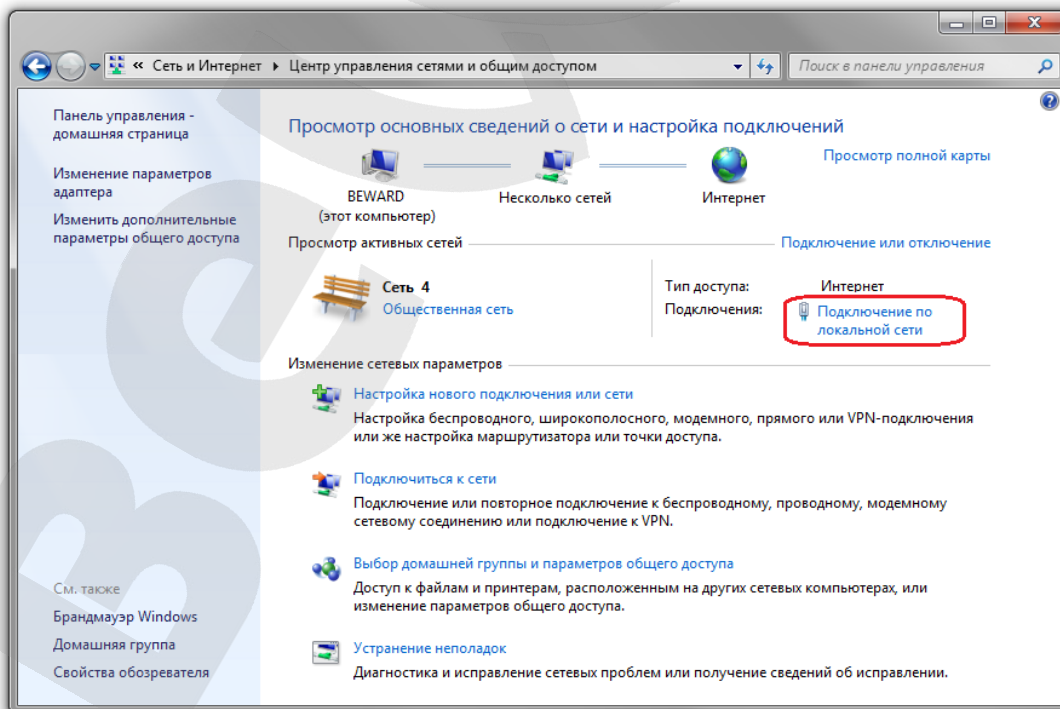 « Сеть и Интернет ▸ Центр управления сетями и общим доступом
Поиск в панели управления
Панель управления -
домашняя страница
Изменение параметров
адаптера
Изменить дополнительные
параметры общего доступа
См. также
Брандмауэр Windows
Домашняя группа
Свойства обозревателя
Просмотр основных сведений о сети и настройка подключений
Просмотр полной карты
BEWARD
(этот компьютер)
Несколько сетей
Интернет
Просмотр активных сетей
Подключение или отключение
Сеть 4
Общественная сеть
Тип доступа: Интернет
Подключения: Подключение по
локальной сети
Изменение сетевых параметров
Настройка нового подключения или сети
Настройка беспроводного, широкополосного, модемного, прямого или VPN-подключения
или же настройка маршрутизатора или точки доступа.
Подключиться к сети
Подключение или повторное подключение к беспроводному, проводному, модемному
сетевому соединению или подключение к VPN.
Выбор домашней группы и параметров общего доступа
Доступ к файлам и принтерам, расположенным на других сетевых компьютерах, или
изменение параметров общего доступа.
Устранение неполадок
Диагностика и исправление сетевых проблем или получение сведений об исправлении.